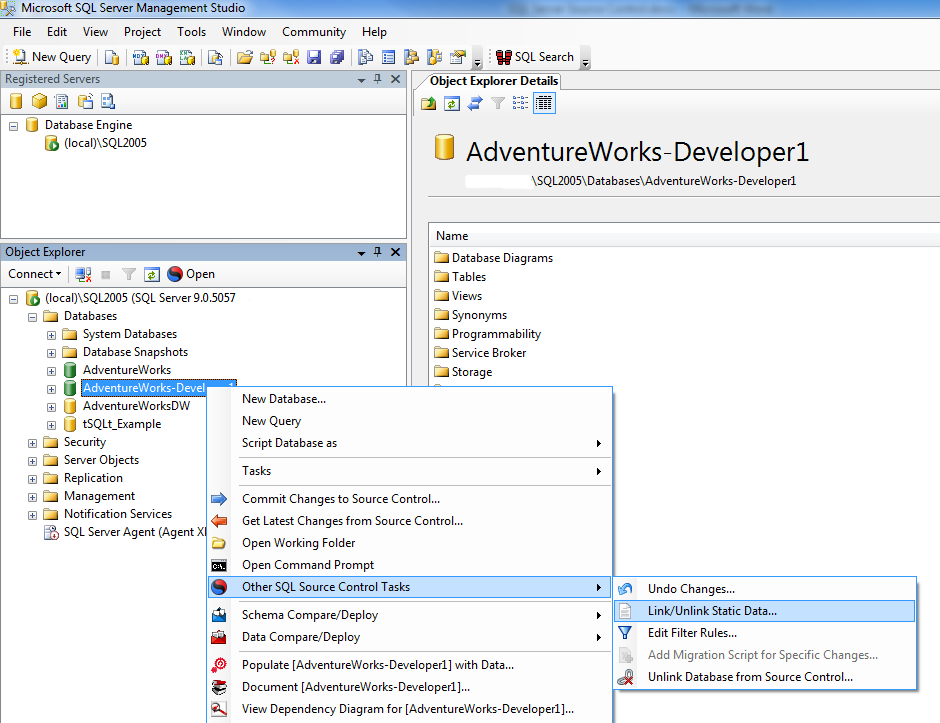 Microsoft SQL Server Management Studio
File Edit View Project Tools Window Community Help
New Query SQL Search
Registered Servers
Database Engine
(local)\SQL2005
Object Explorer Details
AdventureWorks-Developer1
\SQL2005\Databases\AdventureWorks-Developer1
Name
Database Diagrams
Tables
Views
Synonyms
Programmability
Service Broker
Storage
Object Explorer
Connect Open
(local)\SQL2005 (SQL Server 9.0.5057
Databases
System Databases
Database Snapshots
AdventureWorks
AdventureWorks-Devel
AdventureWorksDW
tSQLt_Example
Security
Server Objects
Replication
Management
Notification Services
SQL Server Agent (Agent XP
New Database...
New Query
Script Database as
Tasks
Commit Changes to Source Control...
Get Latest Changes from Source Control...
Open Working Folder
Open Command Prompt
Other SQL Source Control Tasks
Schema Compare/Deploy
Data Compare/Deploy
Populate [AdventureWorks-Developer1] with Data...
Document [AdventureWorks-Developer1]...
View Dependency Diagram for [AdventureWorks-Developer1]...
Undo Changes...
Link/Unlink Static Data...
Edit Filter Rules...
Add Migration Script for Specific Changes...
Unlink Database from Source Control...